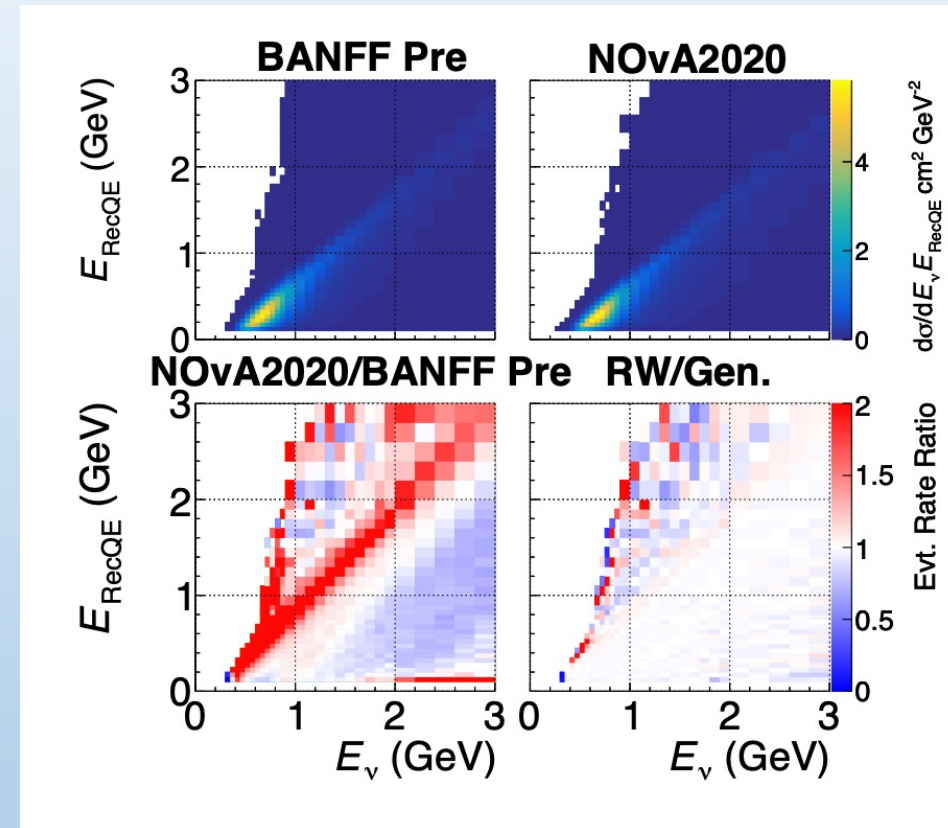 BANFF Pre
NOvA2020
E_RecQE (GeV)
3
2
1
0
4
2
0
dσ/dE_νE_RecQE cm² GeV⁻²
NOvA2020/BANFF Pre
RW/Gen.
E_RecQE (GeV)
3
2
1
0
0 1 2 3
E_ν (GeV)
0 1 2 3
E_ν (GeV)
2
1.5
1
0.5
0
Evt. Rate Ratio